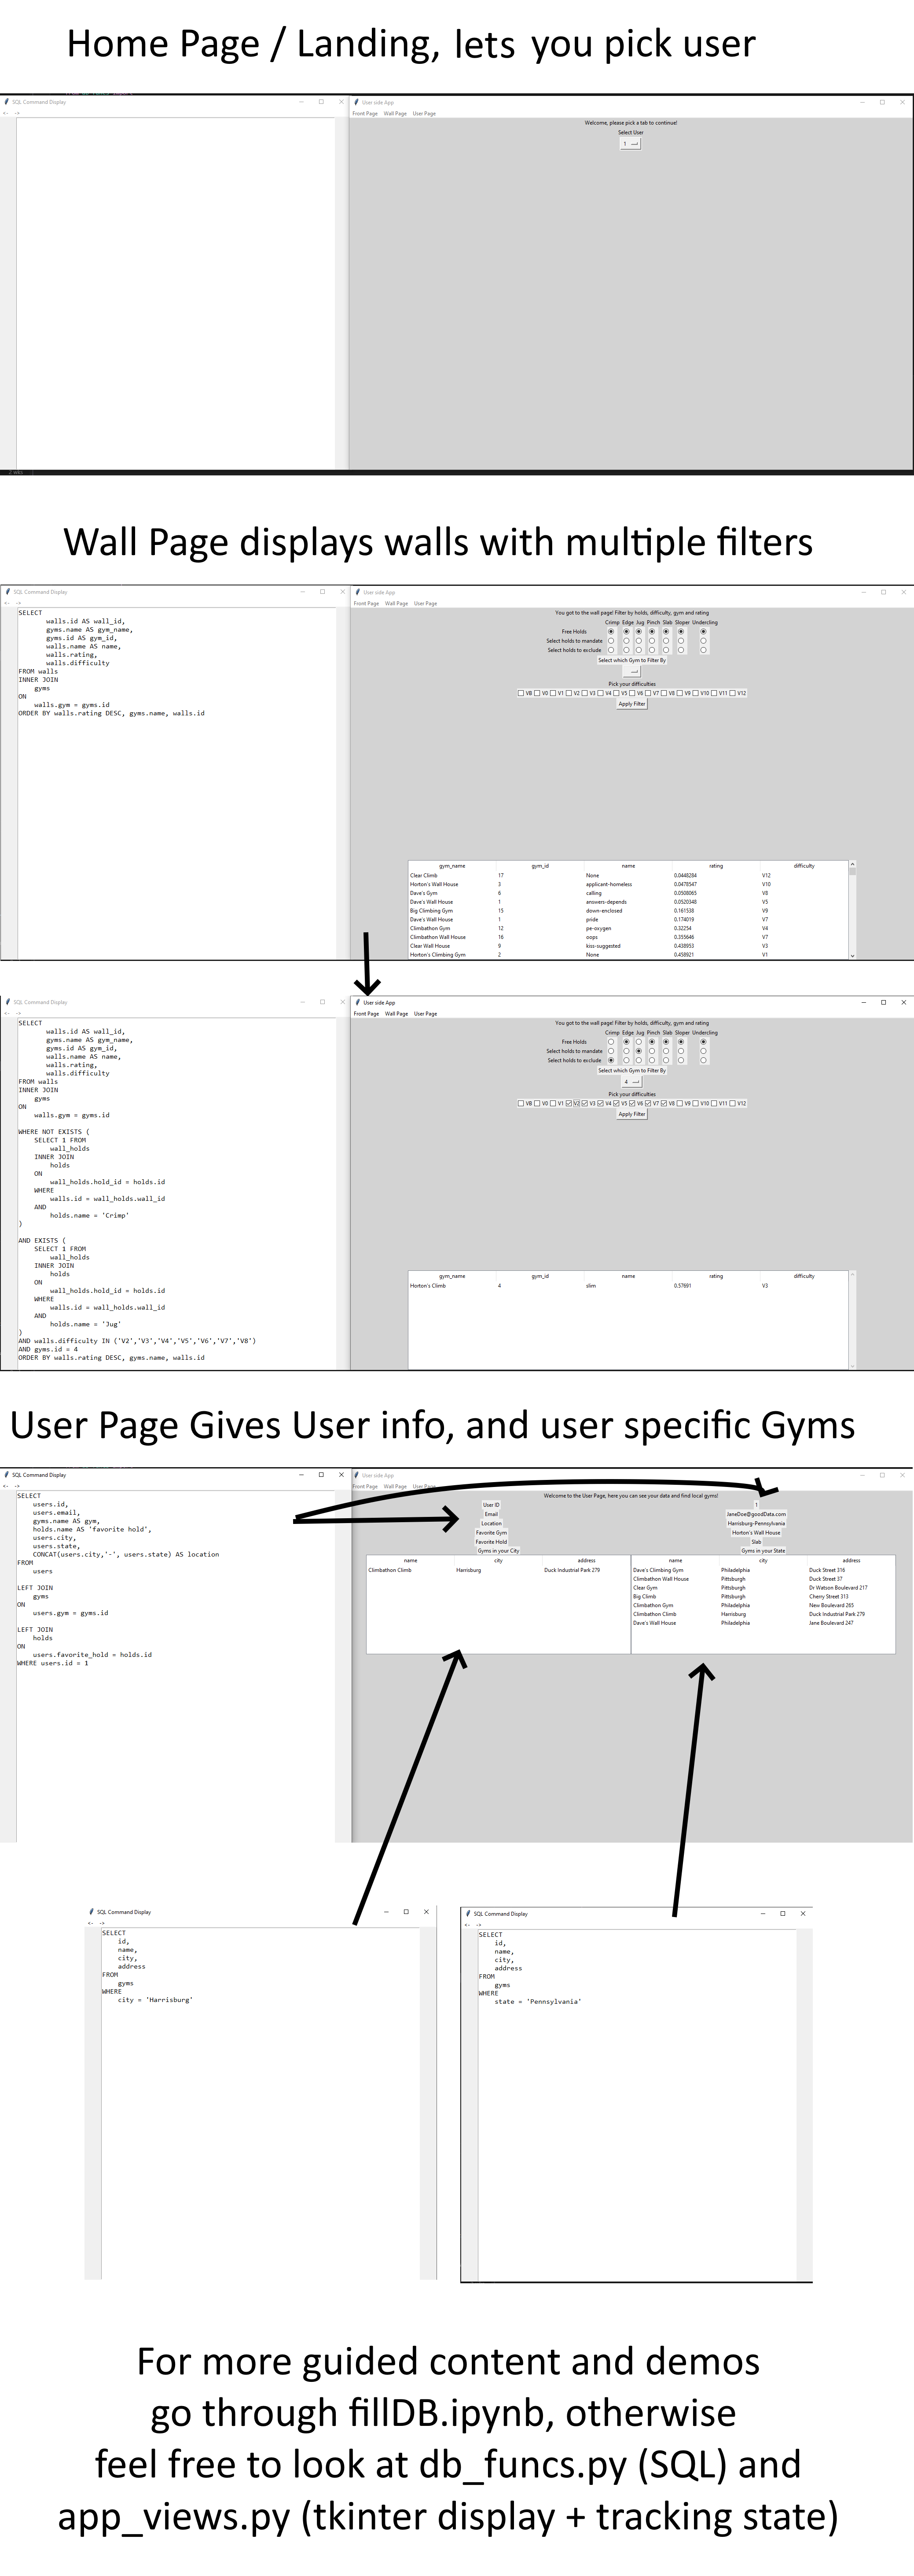 Home Page / Landing, lets you pick user
SQL Command Display
<- ->
User side App
Front Page Wall Page User Page
Welcome, please pick a tab to continue!
Select User
1
Wall Page displays walls with multiple filters
SQL Command Display
<- ->
SELECT
walls.id AS wall_id,
gyms.name AS gym_name,
gyms.id AS gym_id,
walls.name AS name,
walls.rating,
walls.difficulty
FROM walls
INNER JOIN
gyms
ON
walls.gym = gyms.id
ORDER BY walls.rating DESC, gyms.name, walls.id
User side App
Front Page Wall Page User Page
You got to the wall page! Filter by holds, difficulty, gym and rating
Crimp Edge Jug Pinch Slab Sloper Undercling
Free Holds
Select holds to mandate
Select holds to exclude
Select which Gym to Filter By
Pick your difficulties
VB V0 V1 V2 V3 V4 V5 V6 V7 V8 V9 V10 V11 V12
Apply Filter
gym_name gym_id name rating difficulty
Clear Climb 17 None 0.0448284 V12
Horton's Wall House 3 applicant-homeless 0.0478547 V10
Dave's Gym 6 calling 0.0508065 V8
Dave's Wall House 1 answers-depends 0.0520348 V5
Big Climbing Gym 15 down-enclosed 0.161538 V9
Dave's Wall House 1 pride 0.174019 V7
Climbathon Gym 12 pe-oxygen 0.32254 V4
Climbathon Wall House 16 oops 0.355646 V7
Clear Wall House 9 kiss-suggested 0.438953 V3
Horton's Climbing Gym 2 None 0.458921 V1
SQL Command Display
<- ->
SELECT
walls.id AS wall_id,
gyms.name AS gym_name,
gyms.id AS gym_id,
walls.name AS name,
walls.rating,
walls.difficulty
FROM walls
INNER JOIN
gyms
ON
walls.gym = gyms.id
WHERE NOT EXISTS (
SELECT 1 FROM
wall_holds
INNER JOIN
holds
ON
wall_holds.hold_id = holds.id
WHERE
walls.id = wall_holds.wall_id
AND
holds.name = 'Crimp'
)
AND EXISTS (
SELECT 1 FROM
wall_holds
INNER JOIN
holds
ON
wall_holds.hold_id = holds.id
WHERE
walls.id = wall_holds.wall_id
AND
holds.name = 'Jug'
)
AND walls.difficulty IN ('V2','V3','V4','V5','V6','V7','V8')
AND gyms.id = 4
ORDER BY walls.rating DESC, gyms.name, walls.id
User side App
Front Page Wall Page User Page
You got to the wall page! Filter by holds, difficulty, gym and rating
Crimp Edge Jug Pinch Slab Sloper Undercling
Free Holds
Select holds to mandate
Select holds to exclude
Select which Gym to Filter By
4
Pick your difficulties
VB V0 V1 V2 V3 V4 V5 V6 V7 V8 V9 V10 V11 V12
Apply Filter
gym_name gym_id name rating difficulty
Horton's Climb 4 slim 0.57691 V3
User Page Gives User info, and user specific Gyms
SQL Command Display
<- ->
SELECT
users.id,
users.email,
gyms.name AS gym,
holds.name AS 'favorite hold',
users.city,
users.state,
CONCAT(users.city,'-', users.state) AS location
FROM
users
LEFT JOIN
gyms
ON
users.gym = gyms.id
LEFT JOIN
holds
ON
users.favorite_hold = holds.id
WHERE users.id = 1
User side App
Front Page Wall Page User Page
Welcome to the User Page, here you can see your data and find local gyms!
User ID 1
Email JaneDoe@goodData.com
Location Harrisburg-Pennsylvania
Favorite Gym Horton's Wall House
Favorite Hold Slab
Gyms in your City Gyms in your State
name city address name city address
Climbathon Climb Harrisburg Duck Industrial Park 279 Dave's Climbing Gym Philadelphia Duck Street 316
Climbathon Wall House Pittsburgh Duck Street 37
Clear Gym Pittsburgh Dr Watson Boulevard 217
Big Climb Pittsburgh Cherry Street 313
Climbathon Gym Philadelphia New Boulevard 265
Climbathon Climb Harrisburg Duck Industrial Park 279
Dave's Wall House Philadelphia Jane Boulevard 247
SQL Command Display
<- ->
SELECT
id,
name,
city,
address
FROM
gyms
WHERE
city = 'Harrisburg'
SQL Command Display
<- ->
SELECT
id,
name,
city,
address
FROM
gyms
WHERE
state = 'Pennsylvania'
For more guided content and demos
go through fillDB.ipynb, otherwise
feel free to look at db_funcs.py (SQL) and
app_views.py (tkinter display + tracking state)